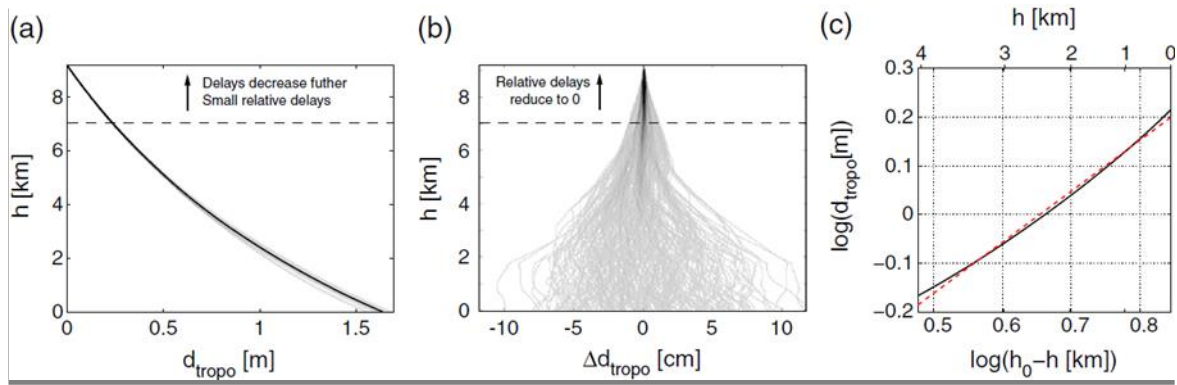 (a)
Delays decrease futher
Small relative delays
h [km]
8
6
4
2
0
0 0.5 1 1.5
d_tropo [m]
(b)
Relative delays
reduce to 0
h [km]
8
6
4
2
0
-10 -5 0 5 10
Δd_tropo [cm]
(c)
h [km]
4 3 2 1 0
log(d_tropo[m])
0.3
0.2
0.1
0
−0.1
−0.2
0.5 0.6 0.7 0.8
log(h_0−h [km])